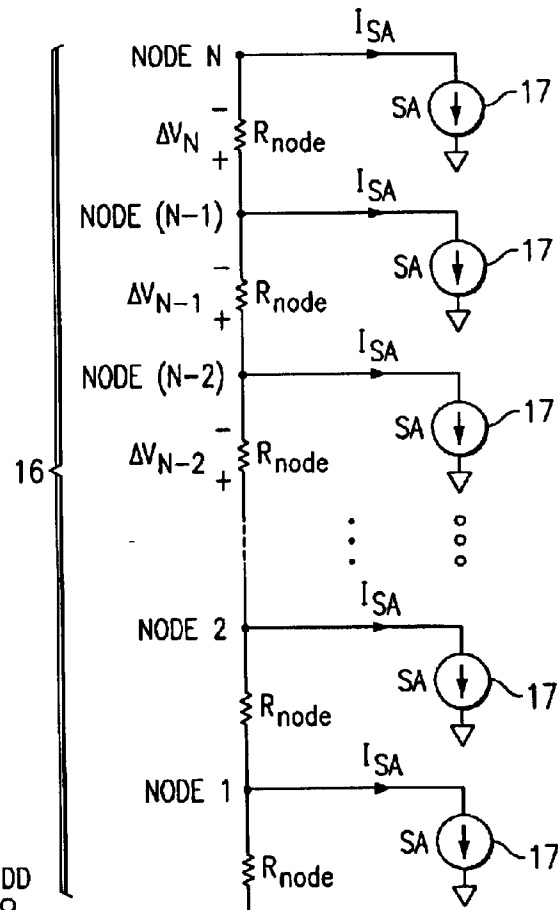 I_SA
NODE N
SA
17
−
ΔV_N
+
R_node
I_SA
NODE (N-1)
SA
17
−
ΔV_N-1
+
R_node
I_SA
NODE (N-2)
SA
17
−
ΔV_N-2
+
R_node
16
I_SA
NODE 2
SA
17
R_node
I_SA
NODE 1
SA
17
R_node
DD